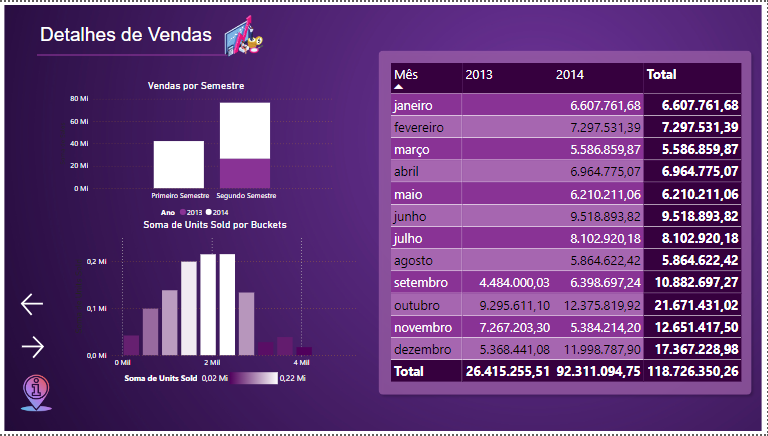 Detalhes de Vendas
Vendas por Semestre
80 Mi
60 Mi
40 Mi
20 Mi
0 Mi
Primeiro Semestre Segundo Semestre
Ano 2013 2014
Soma de Units Sold por Buckets
0,2 Mi
0,1 Mi
0,0 Mi
0 Mi 2 Mi 4 Mi
Soma de Units Sold 0,02 Mi 0,22 Mi
Mês 2013 2014 Total
janeiro 6.607.761,68 6.607.761,68
fevereiro 7.297.531,39 7.297.531,39
março 5.586.859,87 5.586.859,87
abril 6.964.775,07 6.964.775,07
maio 6.210.211,06 6.210.211,06
junho 9.518.893,82 9.518.893,82
julho 8.102.920,18 8.102.920,18
agosto 5.864.622,42 5.864.622,42
setembro 4.484.000,03 6.398.697,24 10.882.697,27
outubro 9.295.611,10 12.375.819,92 21.671.431,02
novembro 7.267.203,30 5.384.214,20 12.651.417,50
dezembro 5.368.441,08 11.998.787,90 17.367.228,98
Total 26.415.255,51 92.311.094,75 118.726.350,26